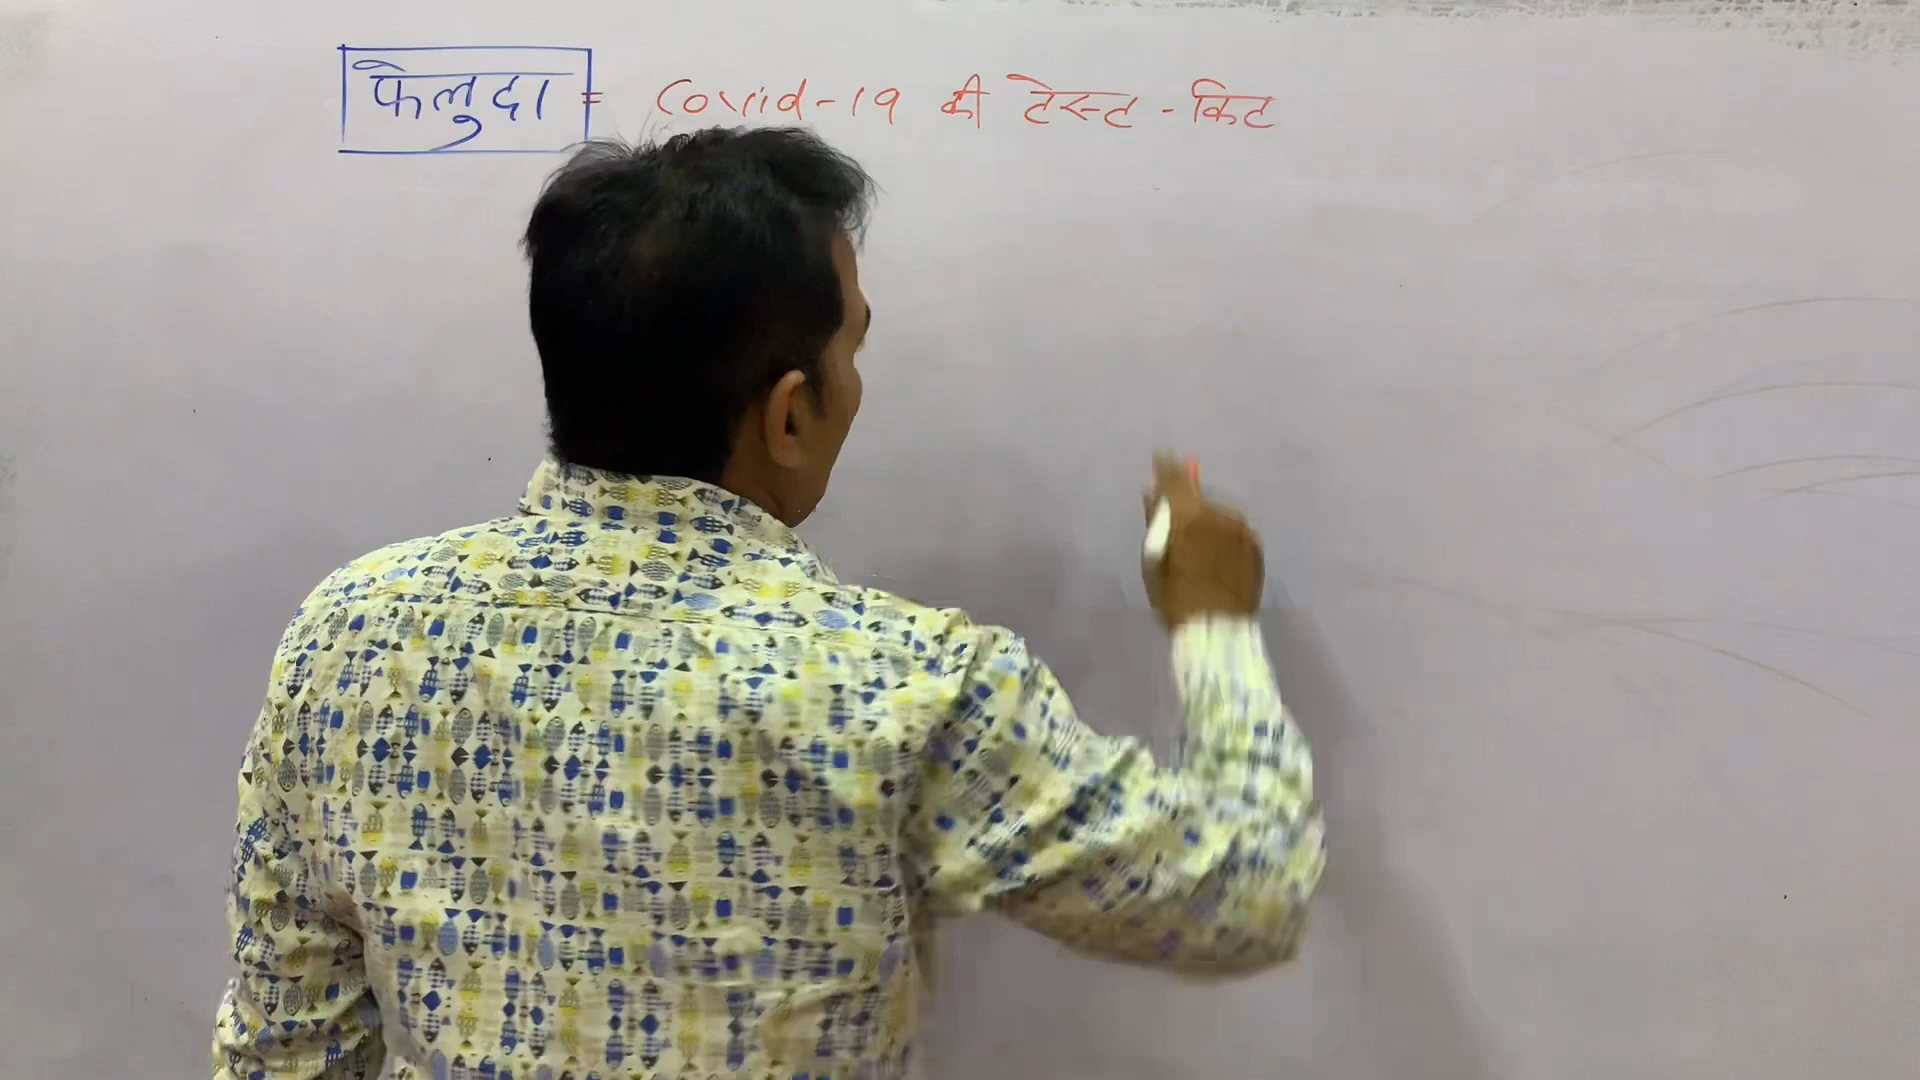 फेलुदा = Covid-19 की टेस्ट - किट